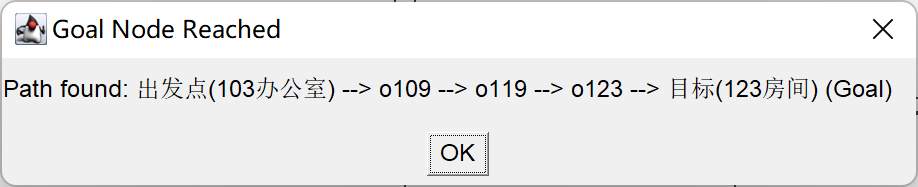 Goal Node Reached
Path found: 出发点(103办公室) --> o109 --> o119 --> o123 --> 目标(123房间) (Goal)
OK